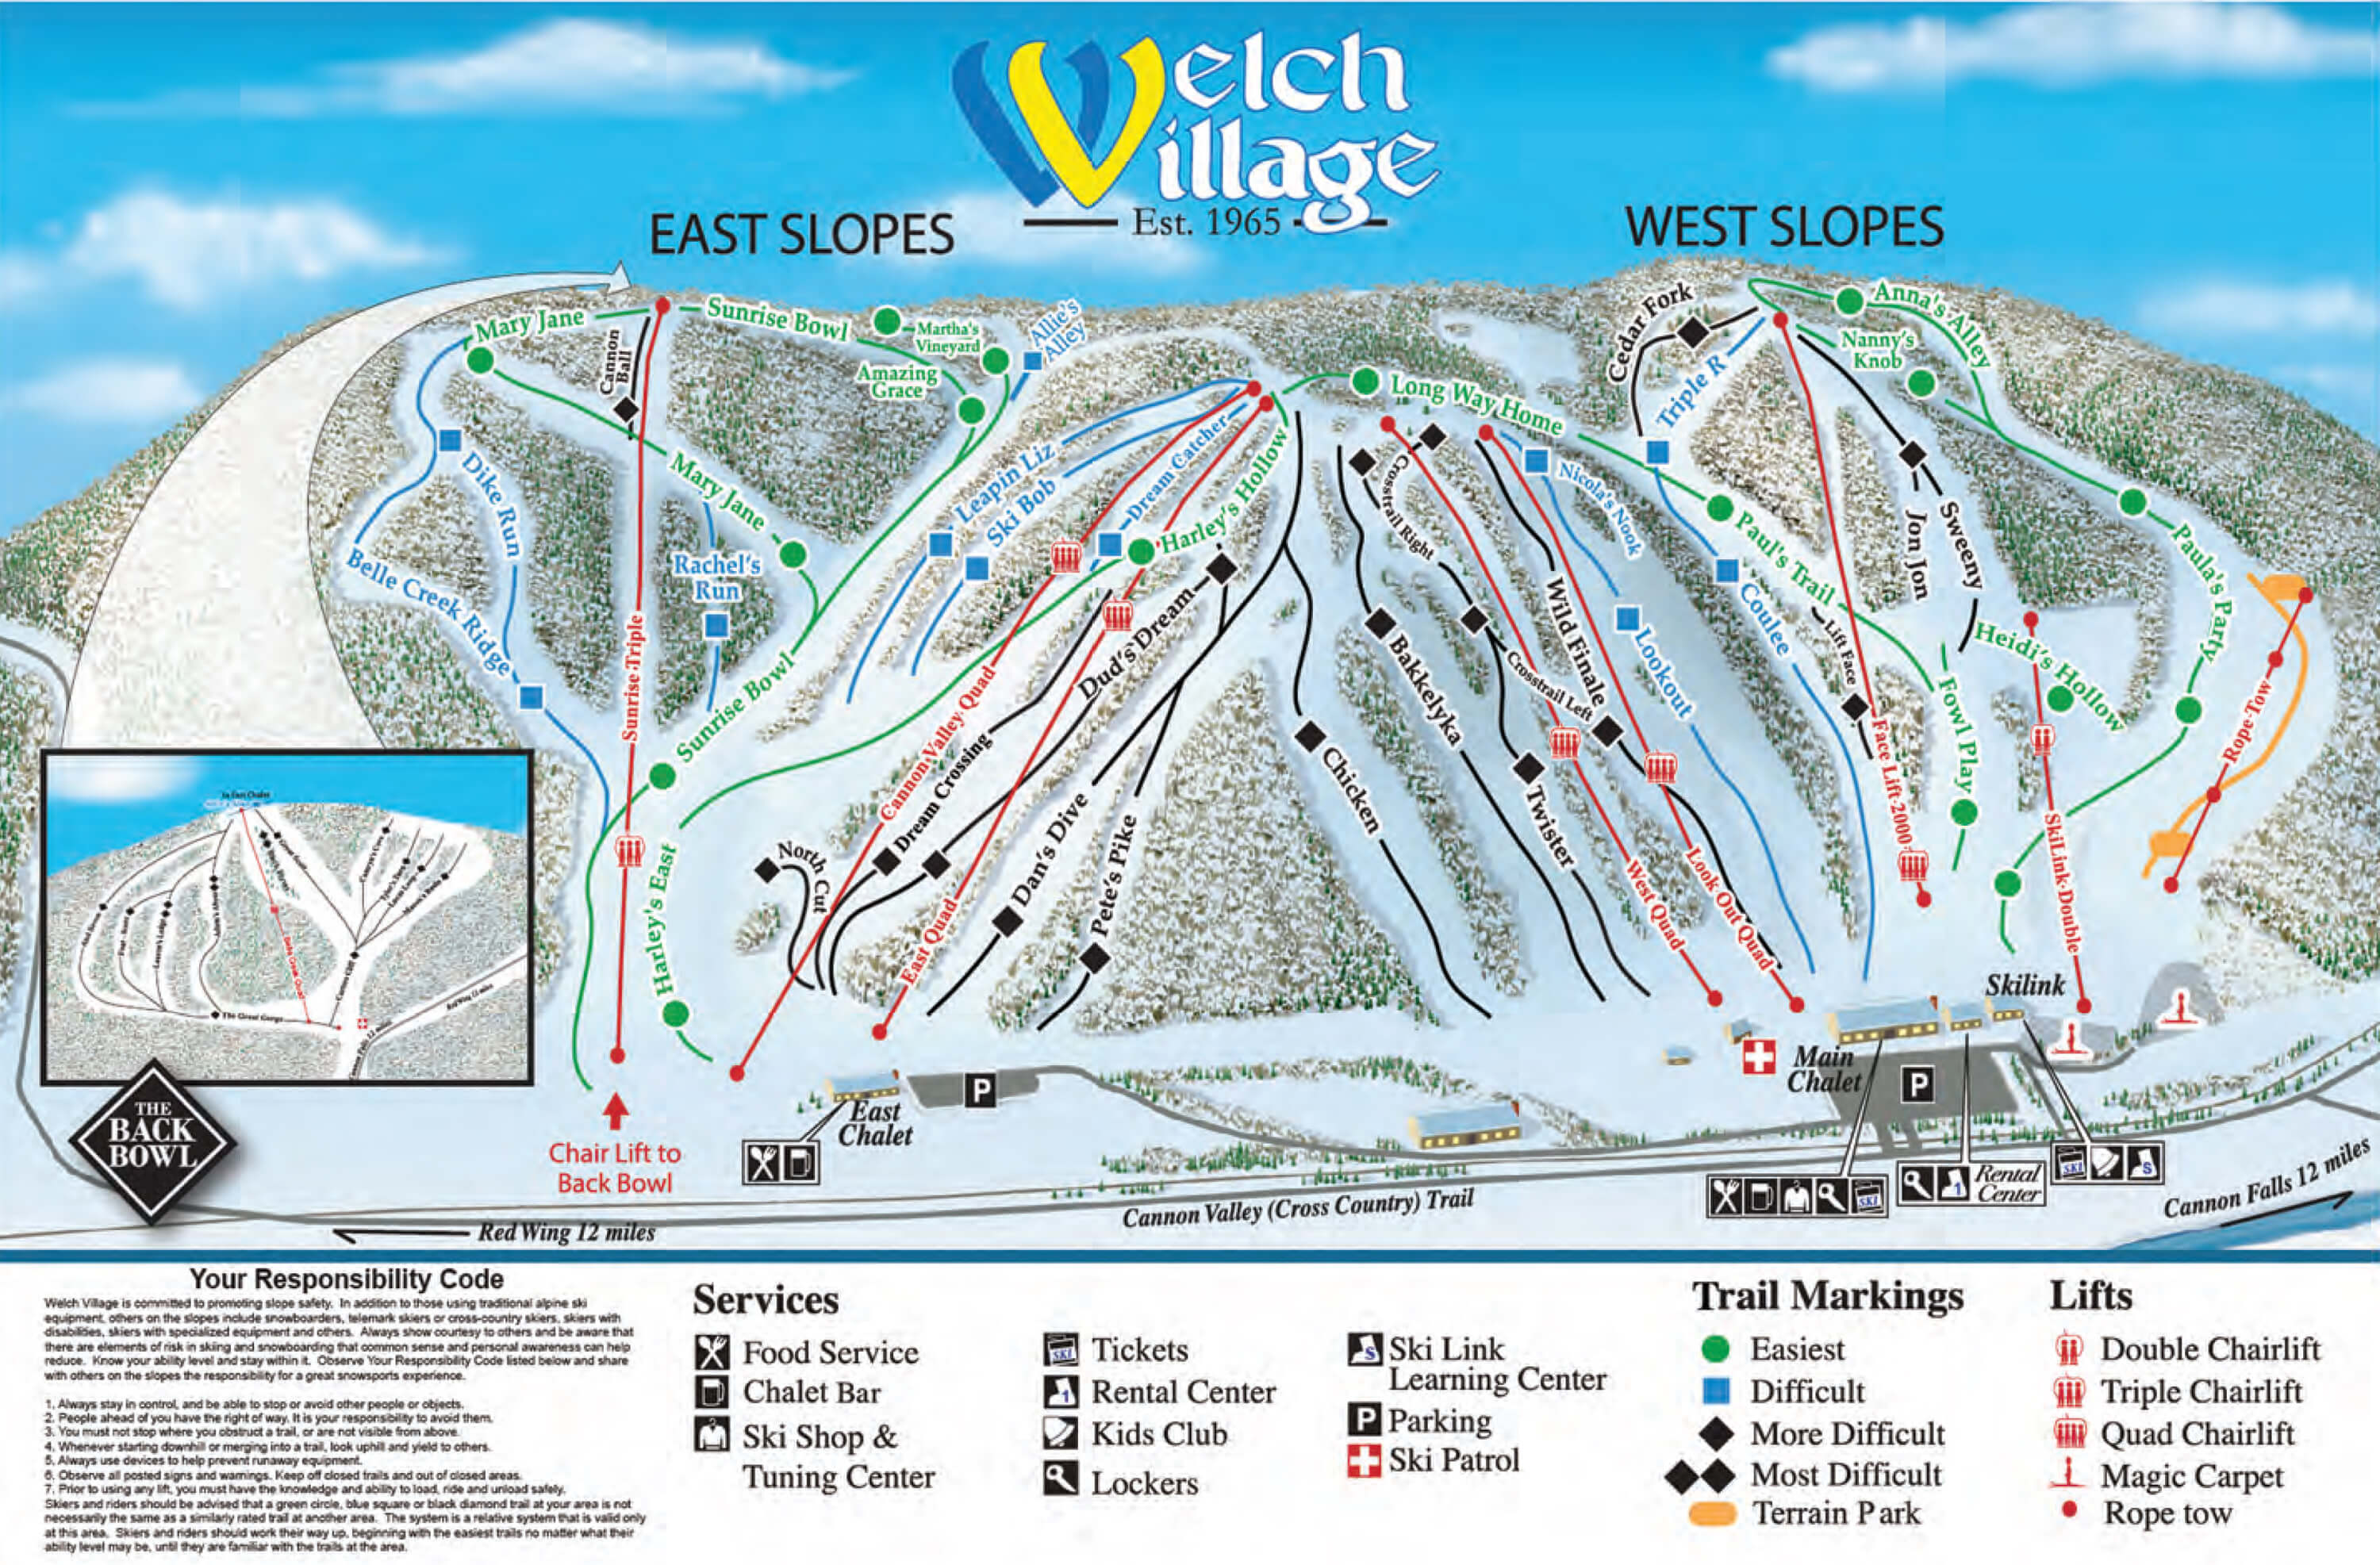 Welch
Village
Est. 1965
EAST SLOPES
WEST SLOPES
Mary Jane
Cannon
Ball
Sunrise Bowl
Martha's
Vineyard
Amazing
Grace
Allie's
Alley
Dike Run
Belle Creek Ridge
Mary Jane
Rachel's
Run
Sunrise Triple
Sunrise Bowl
Leapin Liz
Ski Bob
Dream Catcher
Harley's Hollow
Cannon Valley Quad
Dream Crossing
Dud's Dream
North Cut
Harley's East
East Quad
Dan's Dive
Pete's Pike
Chicken
Long Way Home
Crosstrail Right
Bakkelyka
Crosstrail Left
Twister
Wild Finale
Nicola's Nook
Lookout
West Quad
Look Out Quad
Cedar Fork
Triple R
Paul's Trail
Coulee
Lift Face
Face Lift 2000
Anna's Alley
Nanny's
Knob
Jon Jon
Sweeny
Fowl Play
Heidi's Hollow
Paula's Party
SkiLink Double
Rope Tow
The Great Gorge
Red Wing 12 miles
Cannon Falls 12 miles
THE
BACK
BOWL
Chair Lift to
Back Bowl
East
Chalet
P
Main
Chalet
P
Skilink
SKI
1
Rental
Center
SKI
S
Red Wing 12 miles
Cannon Valley (Cross Country) Trail
Cannon Falls 12 miles
Your Responsibility Code
Welch Village is committed to promoting slope safety. In addition to those using traditional alpine ski
equipment, others on the slopes include snowboarders, telemark skiers or cross-country skiers, skiers with
disabilities, skiers with specialized equipment and others. Always show courtesy to others and be aware that
there are elements of risk in skiing and snowboarding that common sense and personal awareness can help
reduce. Know your ability level and stay within it. Observe Your Responsibility Code listed below and share
with others on the slopes the responsibility for a great snowsports experience.
1. Always stay in control, and be able to stop or avoid other people or objects.
2. People ahead of you have the right of way. It is your responsibility to avoid them.
3. You must not stop where you obstruct a trail, or are not visible from above.
4. Whenever starting downhill or merging into a trail, look uphill and yield to others.
5. Always use devices to help prevent runaway equipment.
6. Observe all posted signs and warnings. Keep off closed trails and out of closed areas.
7. Prior to using any lift, you must have the knowledge and ability to load, ride and unload safely.
Skiers and riders should be advised that a green circle, blue square or black diamond trail at your area is not
necessarily the same as a similarly rated trail at another area. The system is a relative system that is valid only
at this area. Skiers and riders should work their way up, beginning with the easiest trails no matter what their
ability level may be, until they are familiar with the trails at the area.
Services
Food Service
Chalet Bar
Ski Shop &
Tuning Center
SKI Tickets
1 Rental Center
Kids Club
Lockers
S Ski Link
Learning Center
P Parking
Ski Patrol
Trail Markings
Easiest
Difficult
More Difficult
Most Difficult
Terrain Park
Lifts
Double Chairlift
Triple Chairlift
Quad Chairlift
Magic Carpet
Rope tow